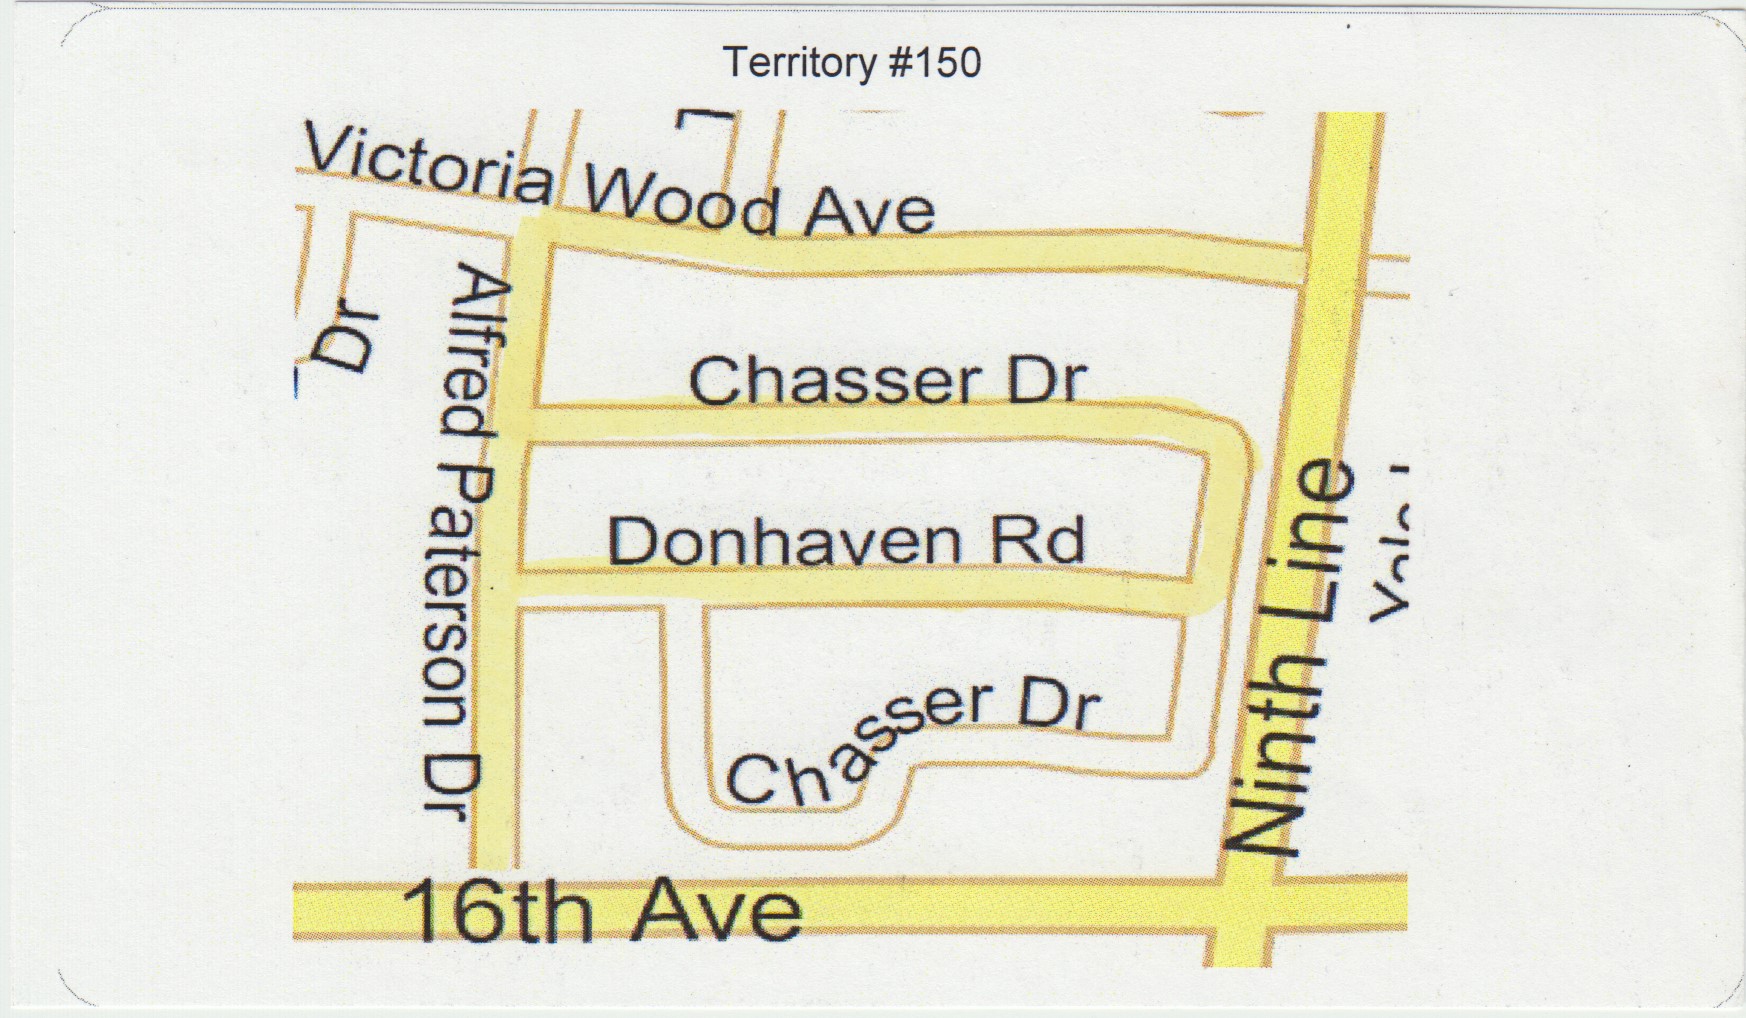 Territory #150
Victoria Wood Ave
Dr
Alfred Paterson Dr
Chasser Dr
Donhaven Rd
Chasser Dr
Ninth Line
16th Ave